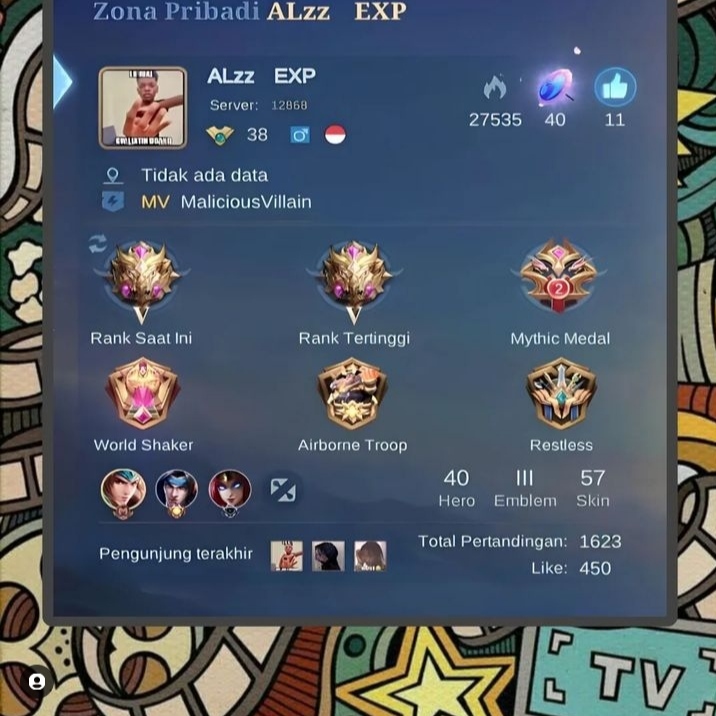 Zona Pribadi ALzz EXP
ALzz EXP
Server: 12868
38
27535 40 11
Tidak ada data
MV MaliciousVillain
2
Rank Saat Ini Rank Tertinggi Mythic Medal
World Shaker Airborne Troop Restless
40 III 57
Hero Emblem Skin
Pengunjung terakhir
Total Pertandingan: 1623
Like: 450
TV